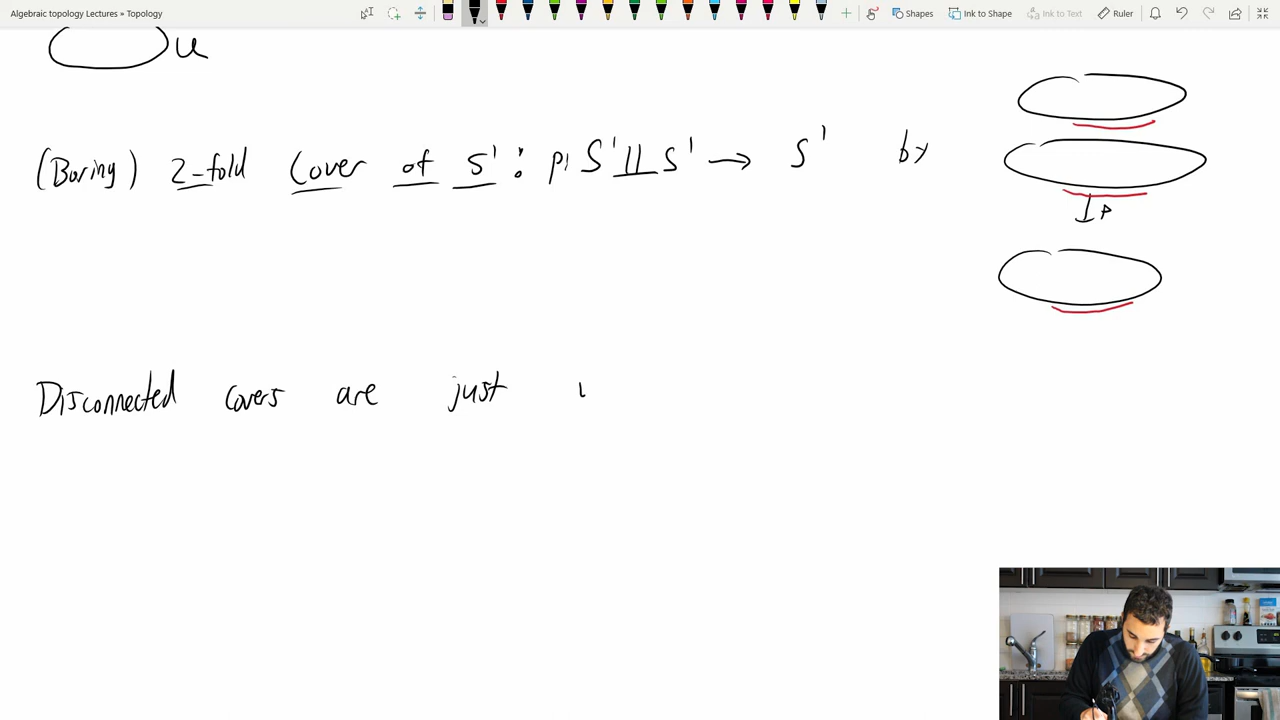 Algebraic topology Lectures » Topology
Shapes Ink to Shape Ink to Text Ruler
u
(Boring) 2-fold Cover of S¹ : p: S¹ ∐ S¹ → S¹ by
p
Disconnected covers are just